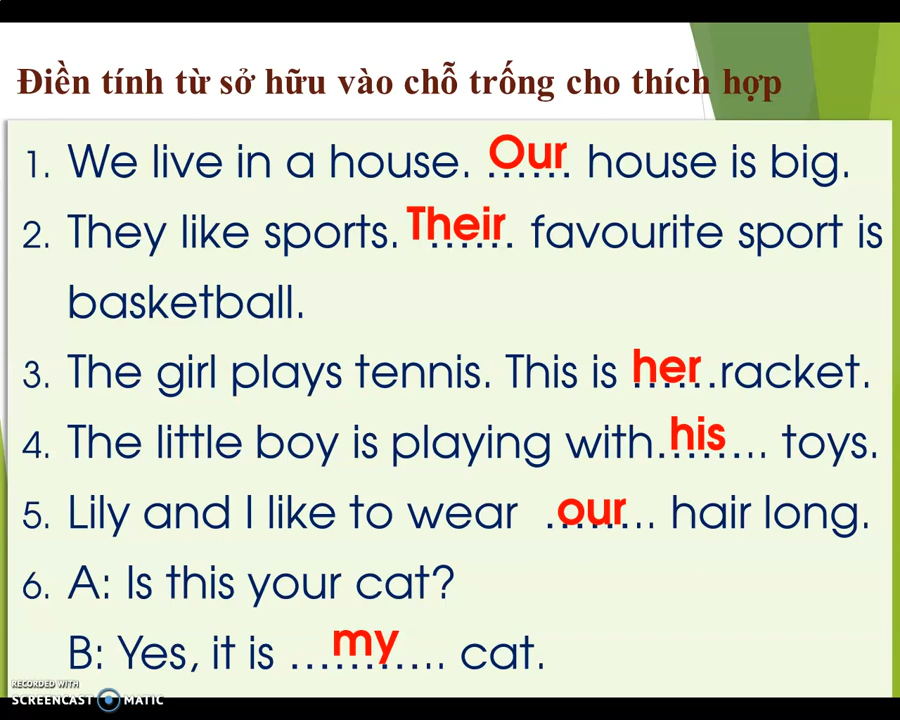 Điền tính từ sở hữu vào chỗ trống cho thích hợp
1. We live in a house. Our...... house is big.
2. They like sports. Their...... favourite sport is
basketball.
3. The girl plays tennis. This is her......racket.
4. The little boy is playing with his........ toys.
5. Lily and I like to wear our........ hair long.
6. A: Is this your cat?
B: Yes, it is my........... cat.
RECORDED WITH
SCREENCAST MATIC